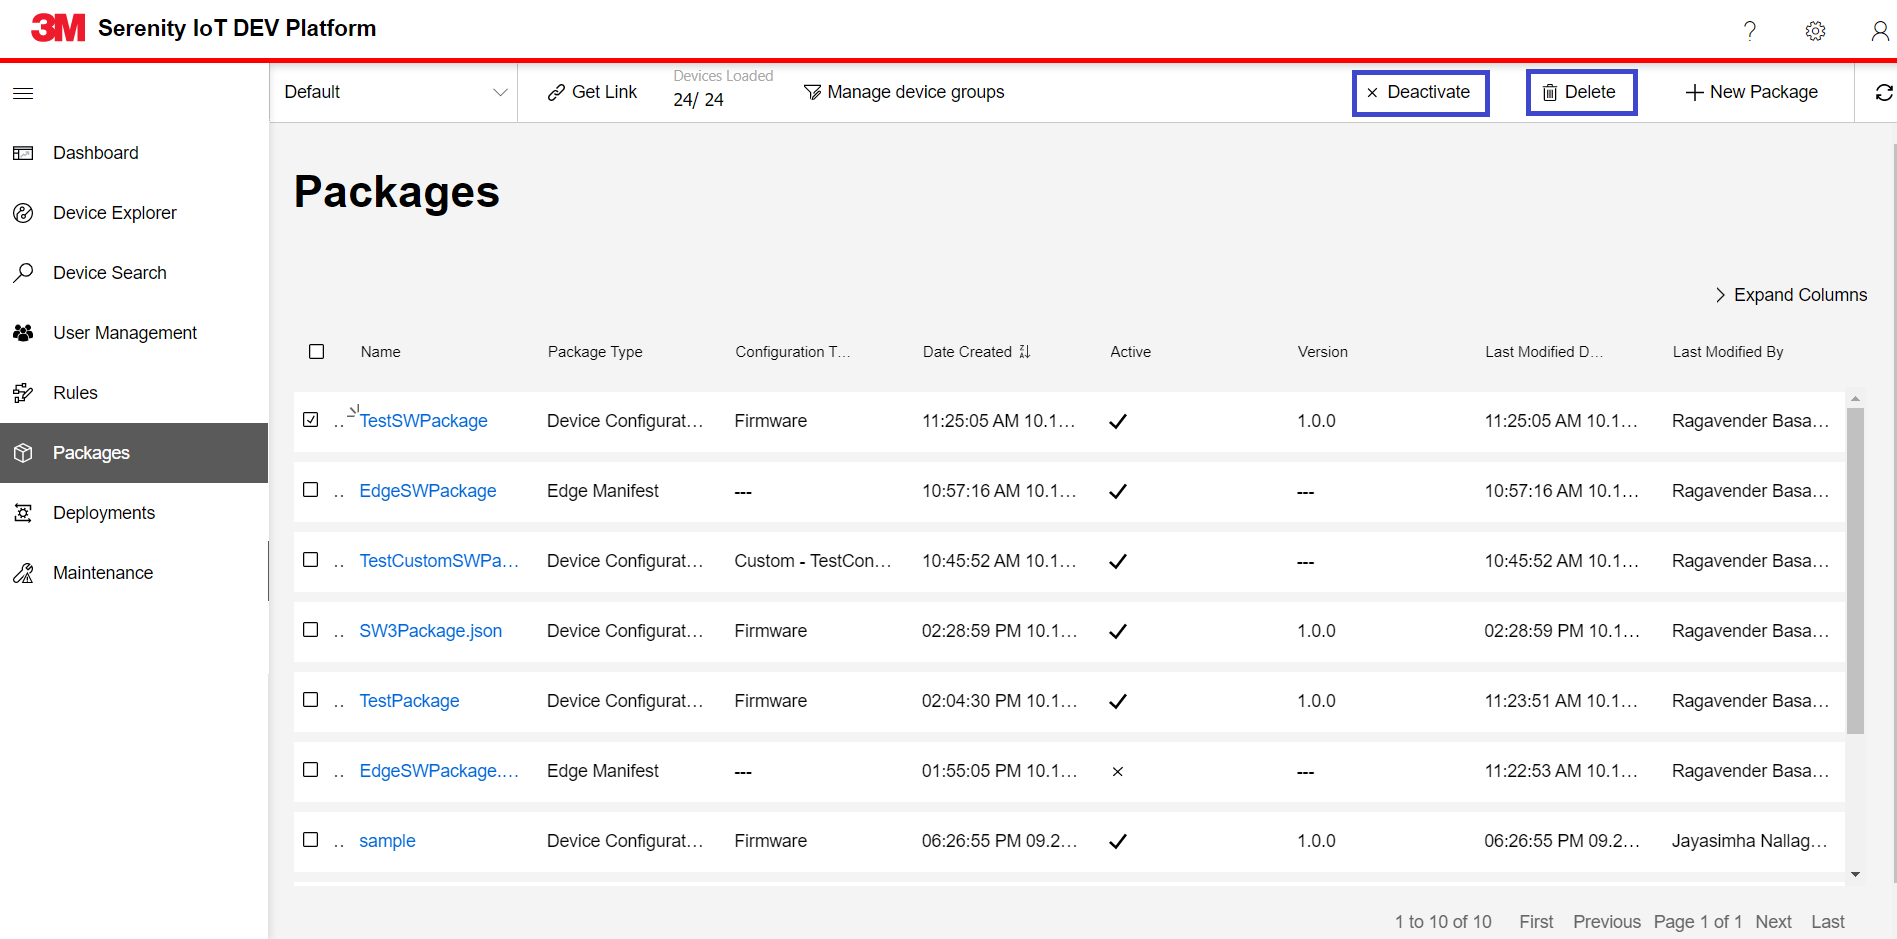 3M Serenity IoT DEV Platform
Default
Get Link
Devices Loaded
24/ 24
Manage device groups
Deactivate
Delete
New Package
Dashboard
Device Explorer
Device Search
User Management
Rules
Packages
Deployments
Maintenance
Packages
Expand Columns
Name Package Type Configuration T... Date Created Active Version Last Modified D... Last Modified By
.. TestSWPackage Device Configurat... Firmware 11:25:05 AM 10.1... 1.0.0 11:25:05 AM 10.1... Ragavender Basa...
.. EdgeSWPackage Edge Manifest --- 10:57:16 AM 10.1... --- 10:57:16 AM 10.1... Ragavender Basa...
.. TestCustomSWPa... Device Configurat... Custom - TestCon... 10:45:52 AM 10.1... --- 10:45:52 AM 10.1... Ragavender Basa...
.. SW3Package.json Device Configurat... Firmware 02:28:59 PM 10.1... 1.0.0 02:28:59 PM 10.1... Ragavender Basa...
.. TestPackage Device Configurat... Firmware 02:04:30 PM 10.1... 1.0.0 11:23:51 AM 10.1... Ragavender Basa...
.. EdgeSWPackage.... Edge Manifest --- 01:55:05 PM 10.1... --- 11:22:53 AM 10.1... Ragavender Basa...
.. sample Device Configurat... Firmware 06:26:55 PM 09.2... 1.0.0 06:26:55 PM 09.2... Jayasimha Nallag...
1 to 10 of 10 First Previous Page 1 of 1 Next Last